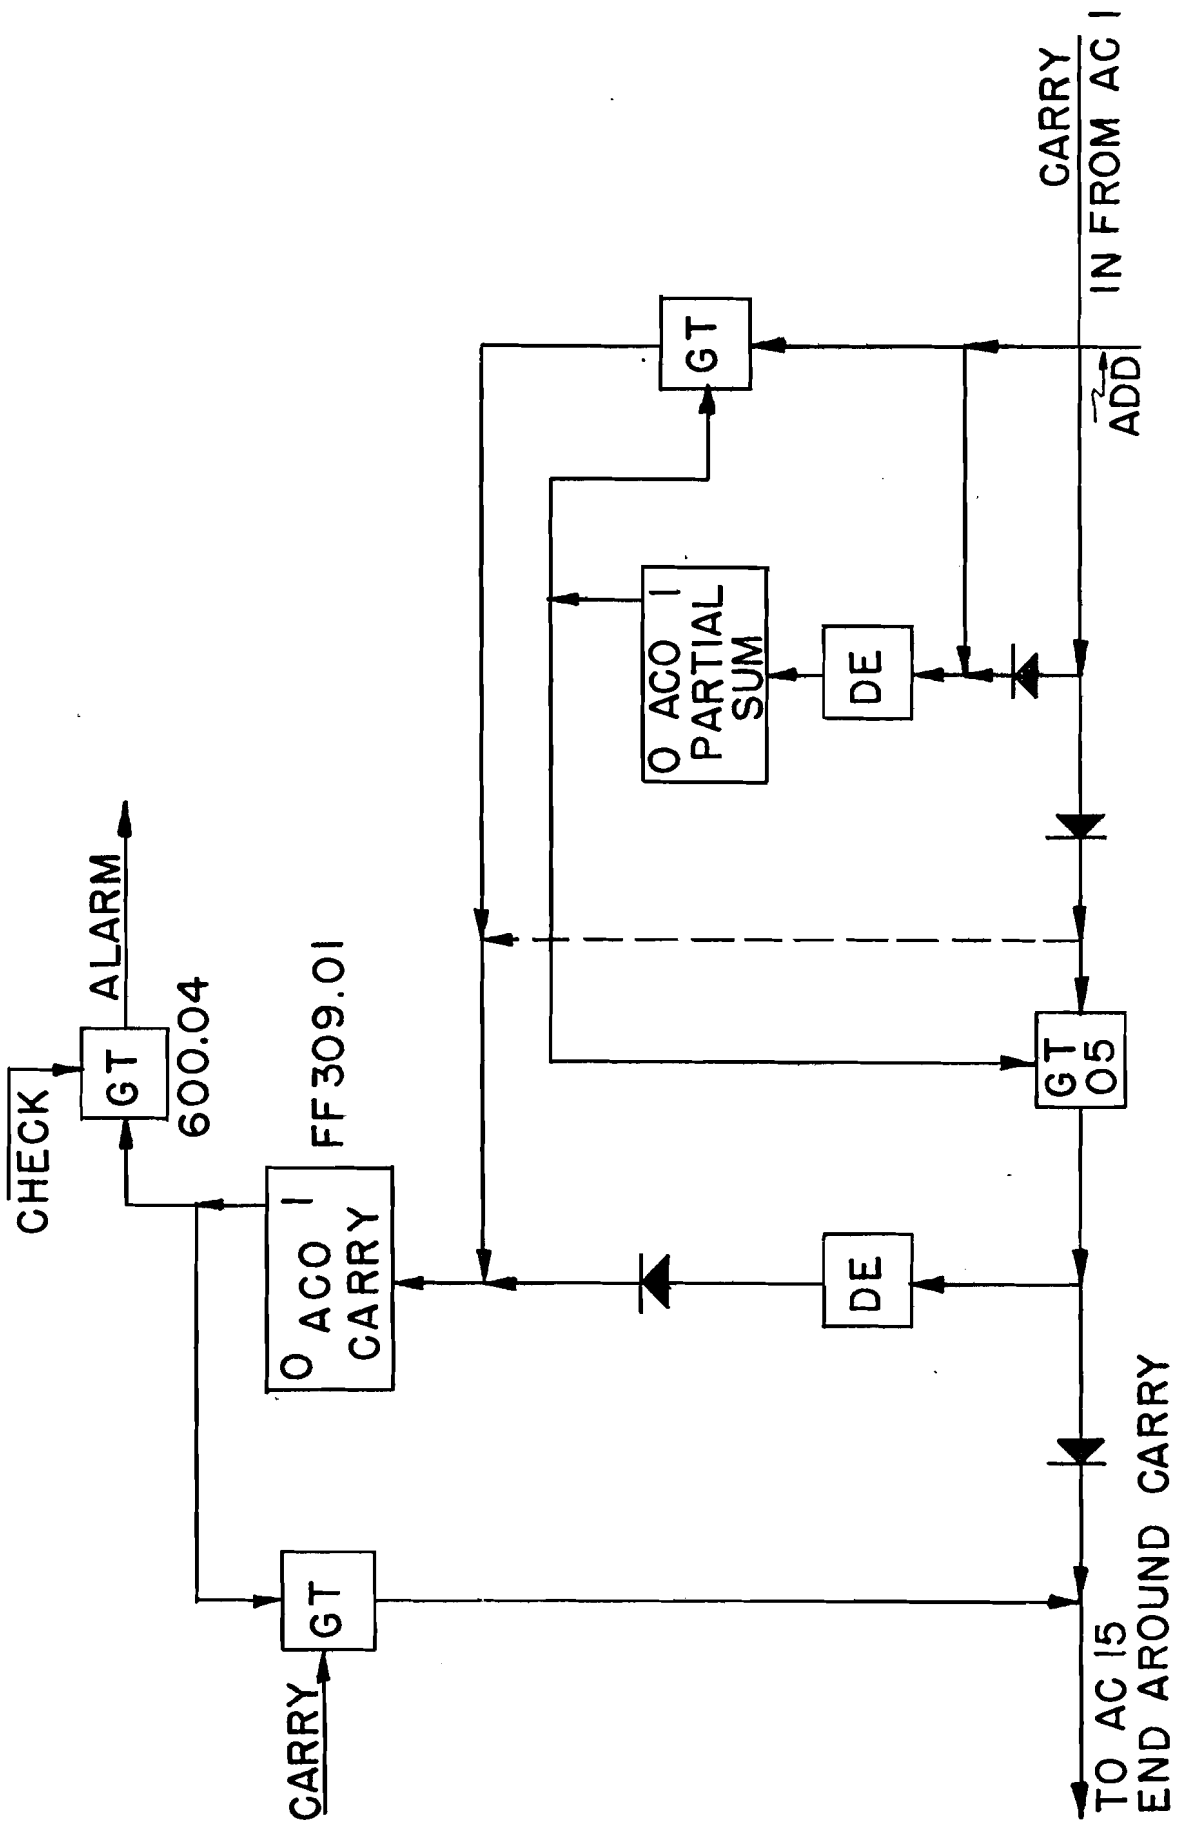 CHECK
GT
ALARM
600.04
FF 309.01
0 ACO 1
CARRY
CARRY
GT
DE
0 ACO 1
PARTIAL
SUM
DE
GT
GT
05
CARRY
IN FROM AC 1
ADD
TO AC 15
END AROUND CARRY